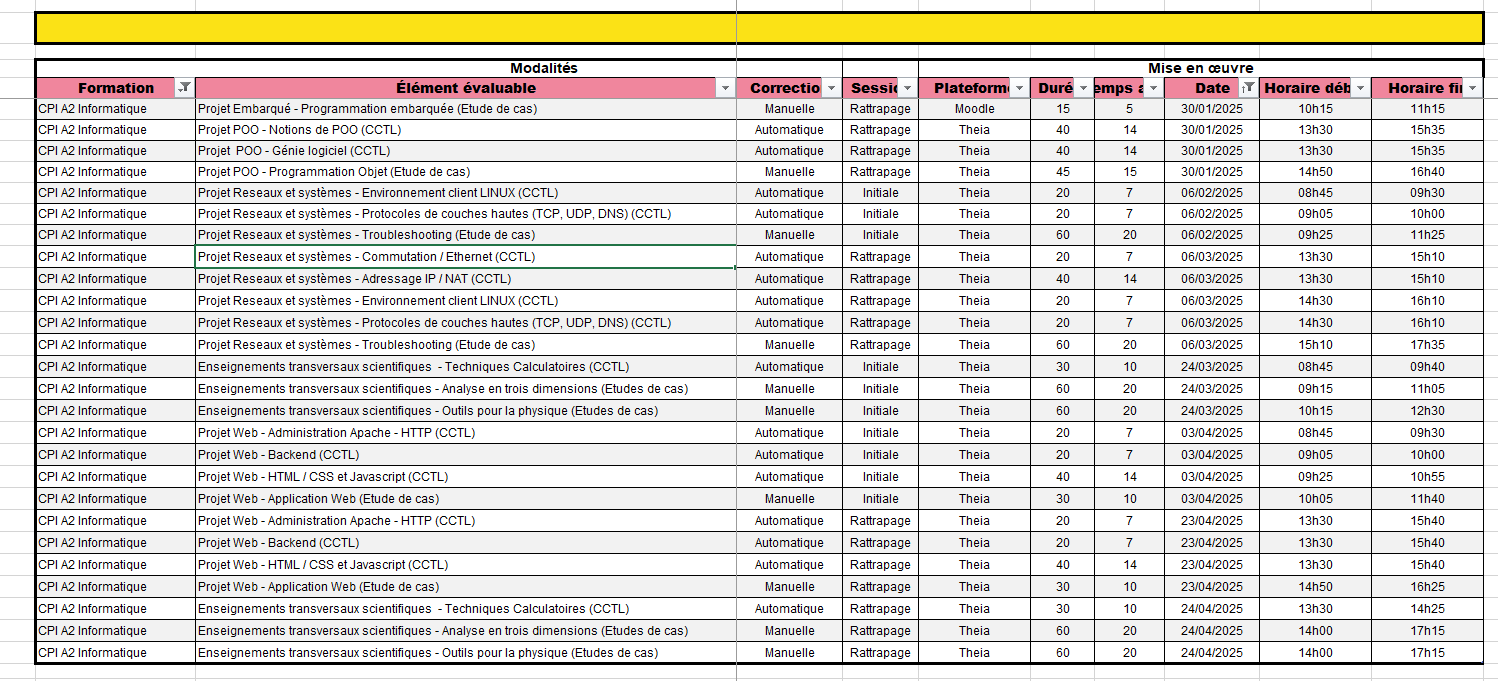 Modalités Mise en œuvre
Formation Élément évaluable Correctio Sessio Plateform Duré emps a Date Horaire déb Horaire fi
CPI A2 Informatique Projet Embarqué - Programmation embarquée (Etude de cas) Manuelle Rattrapage Moodle 15 5 30/01/2025 10h15 11h15
CPI A2 Informatique Projet POO - Notions de POO (CCTL) Automatique Rattrapage Theia 40 14 30/01/2025 13h30 15h35
CPI A2 Informatique Projet  POO - Génie logiciel (CCTL) Automatique Rattrapage Theia 40 14 30/01/2025 13h30 15h35
CPI A2 Informatique Projet POO - Programmation Objet (Etude de cas) Manuelle Rattrapage Theia 45 15 30/01/2025 14h50 16h40
CPI A2 Informatique Projet Reseaux et systèmes - Environnement client LINUX (CCTL) Automatique Initiale Theia 20 7 06/02/2025 08h45 09h30
CPI A2 Informatique Projet Reseaux et systèmes - Protocoles de couches hautes (TCP, UDP, DNS) (CCTL) Automatique Initiale Theia 20 7 06/02/2025 09h05 10h00
CPI A2 Informatique Projet Reseaux et systèmes - Troubleshooting (Etude de cas) Manuelle Initiale Theia 60 20 06/02/2025 09h25 11h25
CPI A2 Informatique Projet Reseaux et systèmes - Commutation / Ethernet (CCTL) Automatique Rattrapage Theia 20 7 06/03/2025 13h30 15h10
CPI A2 Informatique Projet Reseaux et systèmes - Adressage IP / NAT (CCTL) Automatique Rattrapage Theia 40 14 06/03/2025 13h30 15h10
CPI A2 Informatique Projet Reseaux et systèmes - Environnement client LINUX (CCTL) Automatique Rattrapage Theia 20 7 06/03/2025 14h30 16h10
CPI A2 Informatique Projet Reseaux et systèmes - Protocoles de couches hautes (TCP, UDP, DNS) (CCTL) Automatique Rattrapage Theia 20 7 06/03/2025 14h30 16h10
CPI A2 Informatique Projet Reseaux et systèmes - Troubleshooting (Etude de cas) Manuelle Rattrapage Theia 60 20 06/03/2025 15h10 17h35
CPI A2 Informatique Enseignements transversaux scientifiques  - Techniques Calculatoires (CCTL) Automatique Initiale Theia 30 10 24/03/2025 08h45 09h40
CPI A2 Informatique Enseignements transversaux scientifiques - Analyse en trois dimensions (Etudes de cas) Manuelle Initiale Theia 60 20 24/03/2025 09h15 11h05
CPI A2 Informatique Enseignements transversaux scientifiques - Outils pour la physique (Etudes de cas) Manuelle Initiale Theia 60 20 24/03/2025 10h15 12h30
CPI A2 Informatique Projet Web - Administration Apache - HTTP (CCTL) Automatique Initiale Theia 20 7 03/04/2025 08h45 09h30
CPI A2 Informatique Projet Web - Backend (CCTL) Automatique Initiale Theia 20 7 03/04/2025 09h05 10h00
CPI A2 Informatique Projet Web - HTML / CSS et Javascript (CCTL) Automatique Initiale Theia 40 14 03/04/2025 09h25 10h55
CPI A2 Informatique Projet Web - Application Web (Etude de cas) Manuelle Initiale Theia 30 10 03/04/2025 10h05 11h40
CPI A2 Informatique Projet Web - Administration Apache - HTTP (CCTL) Automatique Rattrapage Theia 20 7 23/04/2025 13h30 15h40
CPI A2 Informatique Projet Web - Backend (CCTL) Automatique Rattrapage Theia 20 7 23/04/2025 13h30 15h40
CPI A2 Informatique Projet Web - HTML / CSS et Javascript (CCTL) Automatique Rattrapage Theia 40 14 23/04/2025 13h30 15h40
CPI A2 Informatique Projet Web - Application Web (Etude de cas) Manuelle Rattrapage Theia 30 10 23/04/2025 14h50 16h25
CPI A2 Informatique Enseignements transversaux scientifiques  - Techniques Calculatoires (CCTL) Automatique Rattrapage Theia 30 10 24/04/2025 13h30 14h25
CPI A2 Informatique Enseignements transversaux scientifiques - Analyse en trois dimensions (Etudes de cas) Manuelle Rattrapage Theia 60 20 24/04/2025 14h00 17h15
CPI A2 Informatique Enseignements transversaux scientifiques - Outils pour la physique (Etudes de cas) Manuelle Rattrapage Theia 60 20 24/04/2025 14h00 17h15